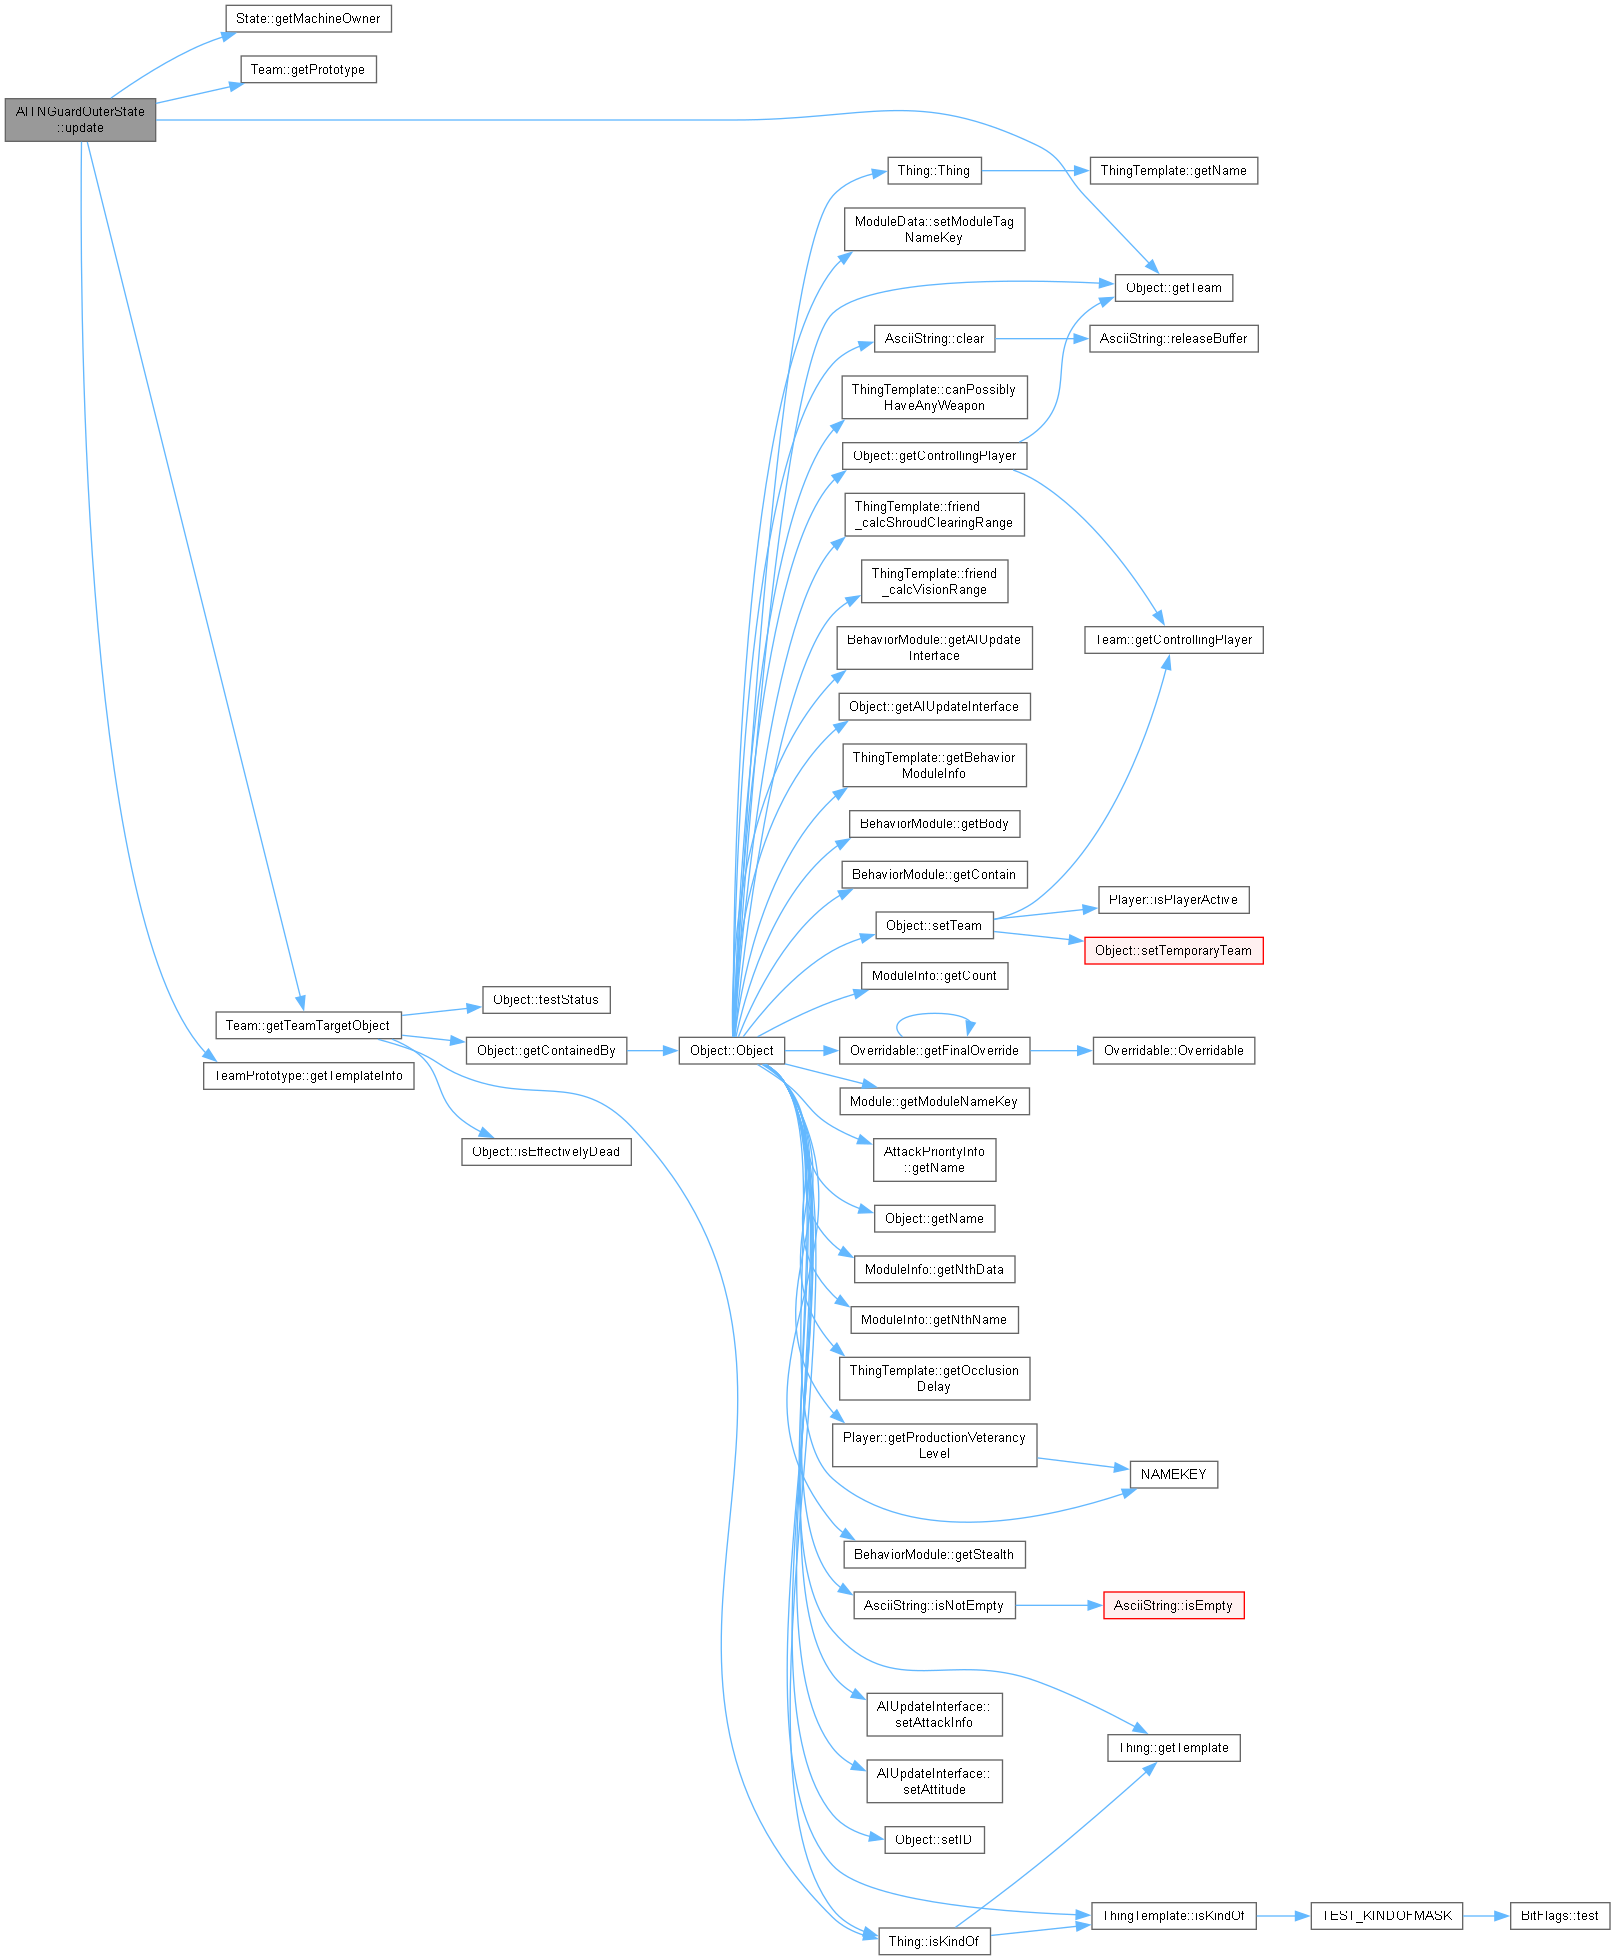 State::getMachineOwner
Team::getPrototype
AITNGuardOuterState
::update
Thing::Thing
ThingTemplate::getName
ModuleData::setModuleTag
NameKey
Object::getTeam
AsciiString::clear
AsciiString::releaseBuffer
ThingTemplate::canPossibly
HaveAnyWeapon
Object::getControllingPlayer
ThingTemplate::friend
_calcShroudClearingRange
ThingTemplate::friend
_calcVisionRange
BehaviorModule::getAIUpdate
Interface
Team::getControllingPlayer
Object::getAIUpdateInterface
ThingTemplate::getBehavior
ModuleInfo
BehaviorModule::getBody
BehaviorModule::getContain
Player::isPlayerActive
Object::setTeam
Object::setTemporaryTeam
ModuleInfo::getCount
Object::testStatus
Team::getTeamTargetObject
Object::getContainedBy
Object::Object
Overridable::getFinalOverride
Overridable::Overridable
TeamPrototype::getTemplateInfo
Module::getModuleNameKey
Object::isEffectivelyDead
AttackPriorityInfo
::getName
Object::getName
ModuleInfo::getNthData
ModuleInfo::getNthName
ThingTemplate::getOcclusion
Delay
Player::getProductionVeterancy
Level
NAMEKEY
BehaviorModule::getStealth
AsciiString::isNotEmpty
AsciiString::isEmpty
AIUpdateInterface::
setAttackInfo
Thing::getTemplate
AIUpdateInterface::
setAttitude
Object::setID
ThingTemplate::isKindOf
TEST_KINDOFMASK
BitFlags::test
Thing::isKindOf